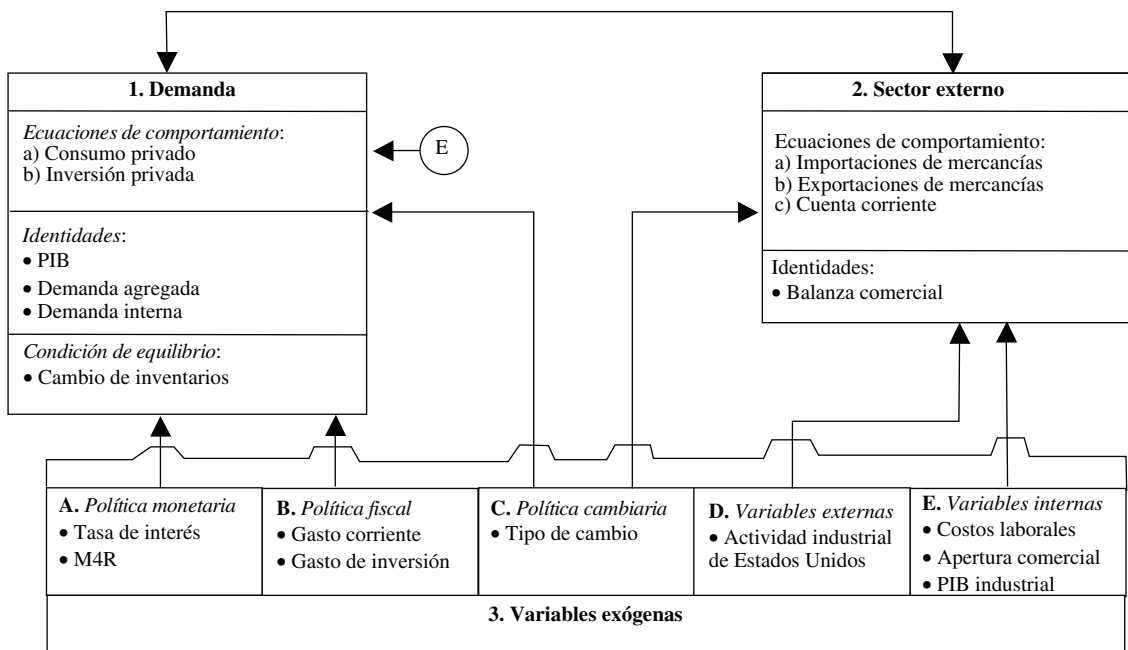 1. Demanda
Ecuaciones de comportamiento:
a) Consumo privado
b) Inversión privada
Identidades:
• PIB
• Demanda agregada
• Demanda interna
Condición de equilibrio:
• Cambio de inventarios
E
2. Sector externo
Ecuaciones de comportamiento:
a) Importaciones de mercancías
b) Exportaciones de mercancías
c) Cuenta corriente
Identidades:
• Balanza comercial
A. Política monetaria
• Tasa de interés
• M4R
B. Política fiscal
• Gasto corriente
• Gasto de inversión
C. Política cambiaria
• Tipo de cambio
D. Variables externas
• Actividad industrial
de Estados Unidos
E. Variables internas
• Costos laborales
• Apertura comercial
• PIB industrial
3. Variables exógenas